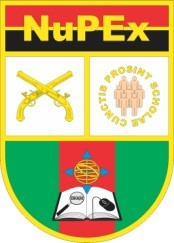 NuPEx
CUNCTIS PROSINT SCHOLAE